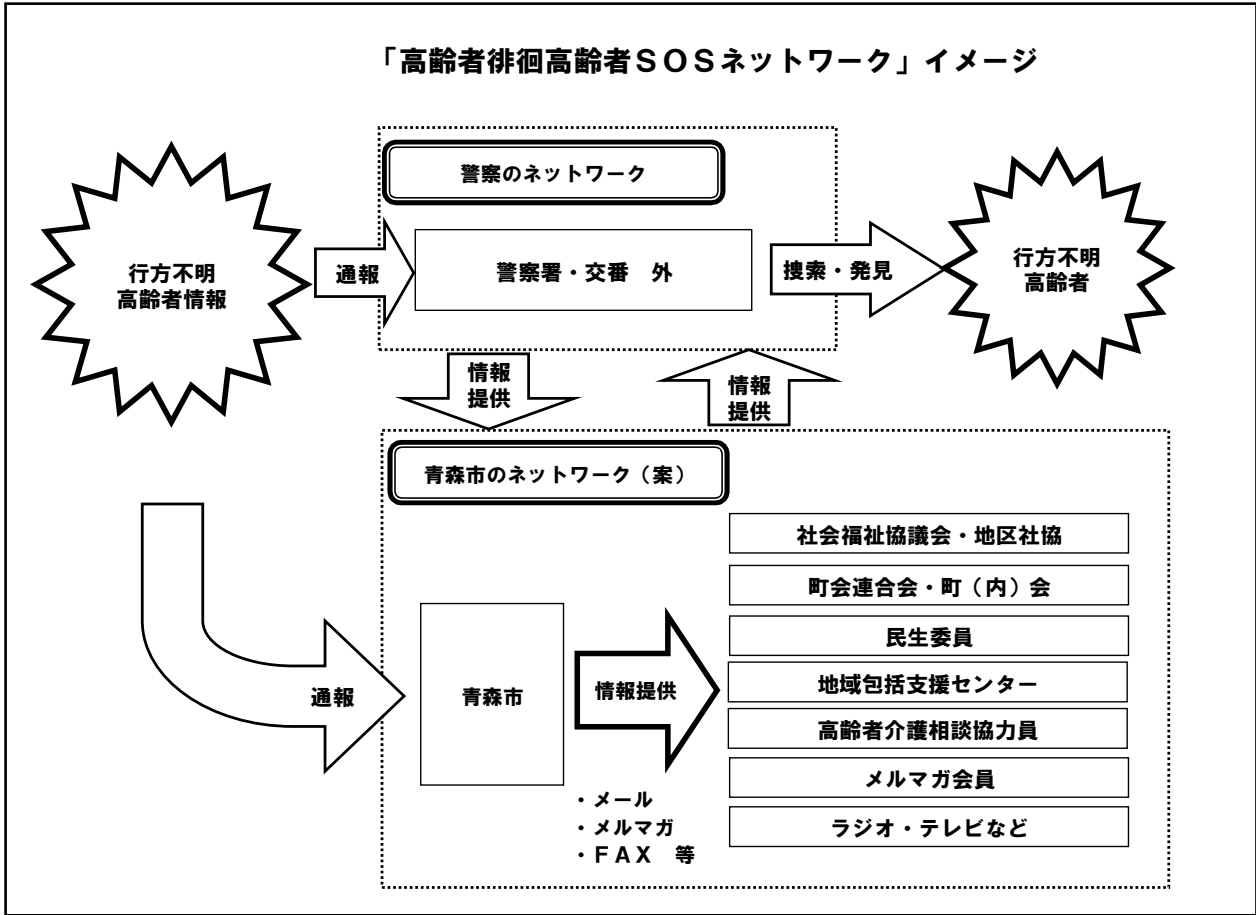 「高齢者徘徊高齢者ＳＯＳネットワーク」イメージ
警察のネットワーク
行方不明
高齢者情報
通報
警察署・交番　外
捜索・発見
行方不明
高齢者
情報
提供
情報
提供
青森市のネットワーク（案）
通報
青森市
情報提供
・メール
・メルマガ
・ＦＡＸ　等
社会福祉協議会・地区社協
町会連合会・町（内）会
民生委員
地域包括支援センター
高齢者介護相談協力員
メルマガ会員
ラジオ・テレビなど